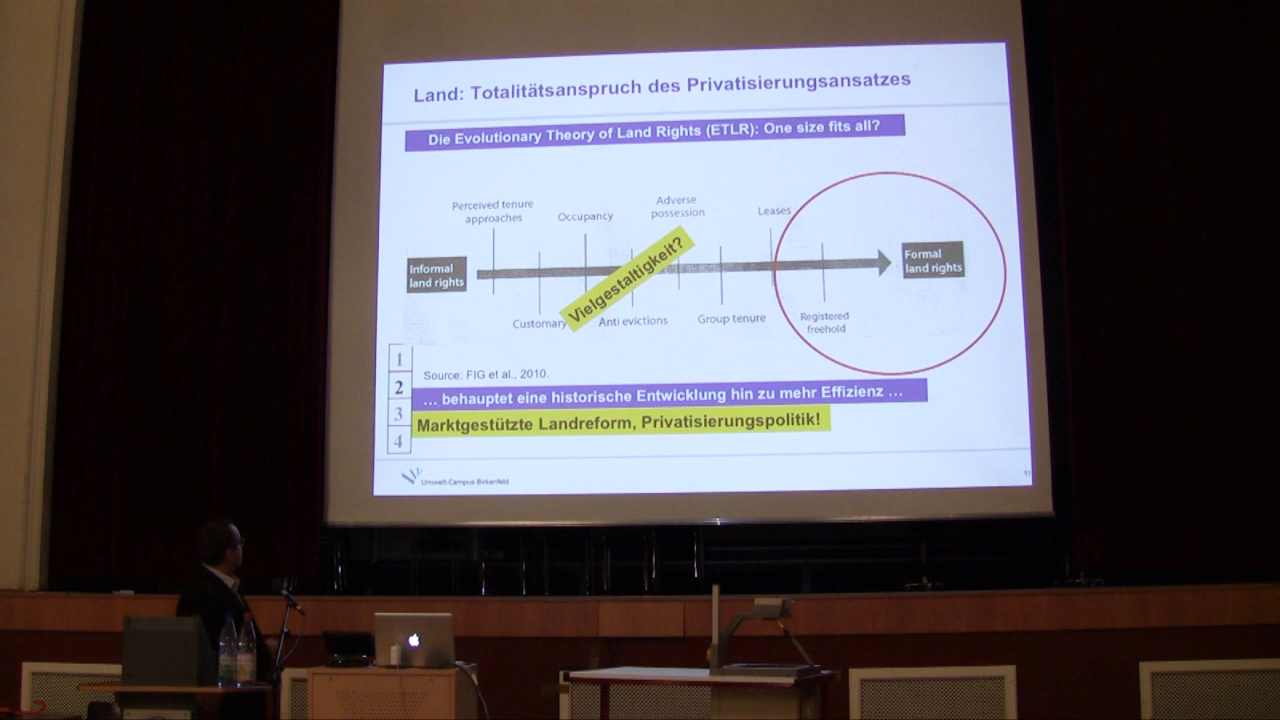 Land: Totalitätsanspruch des Privatisierungsansatzes
Die Evolutionary Theory of Land Rights (ETLR): One size fits all?
Perceived tenure
approaches
Occupancy
Adverse
possession
Leases
Informal
land rights
Vielgestaltigkeit?
Formal
land rights
Customary
Anti evictions
Group tenure
Registered
freehold
1
Source: FIG et al., 2010.
2
… behauptet eine historische Entwicklung hin zu mehr Effizienz …
3
Marktgestützte Landreform, Privatisierungspolitik!
4
Umwelt-Campus Birkenfeld
11